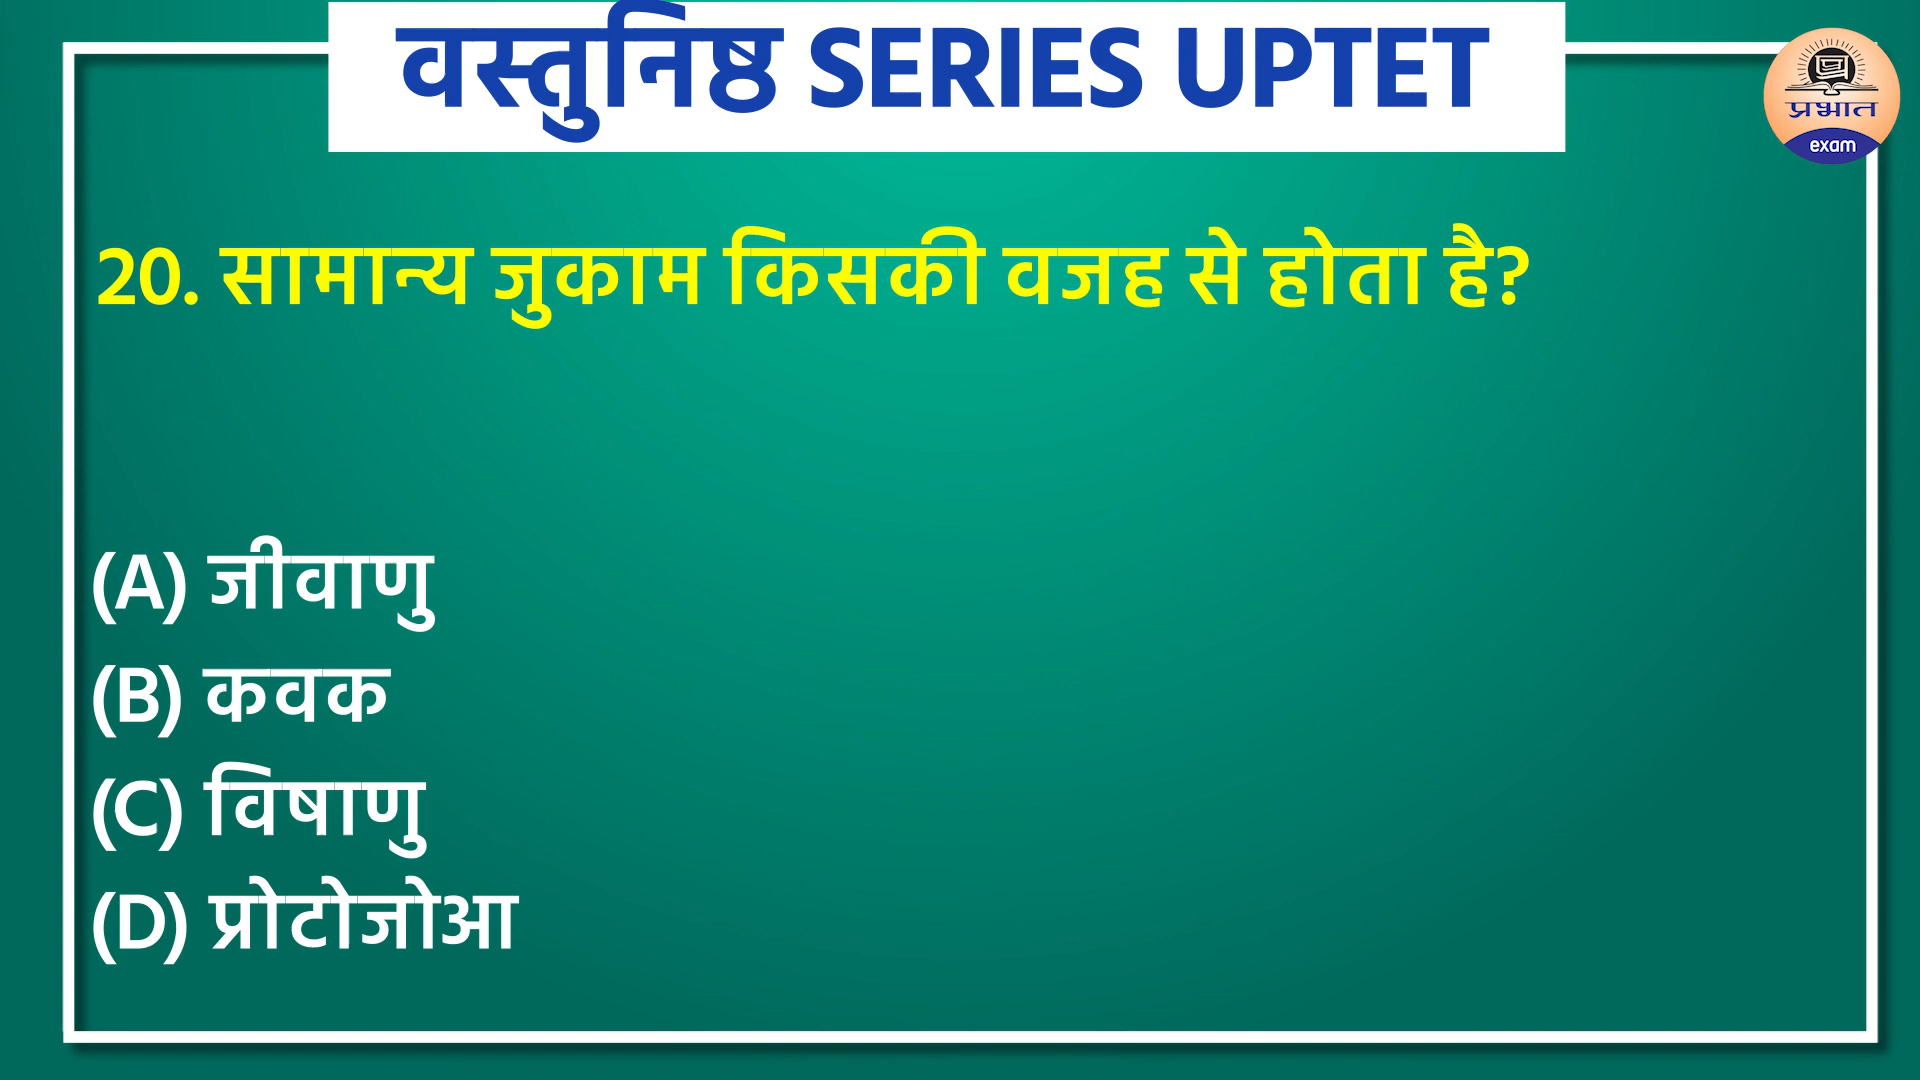 वस्तुनिष्ठ SERIES UPTET
प्रभात
exam
20. सामान्य जुकाम किसकी वजह से होता है?
(A) जीवाणु
(B) कवक
(C) विषाणु
(D) प्रोटोजोआ